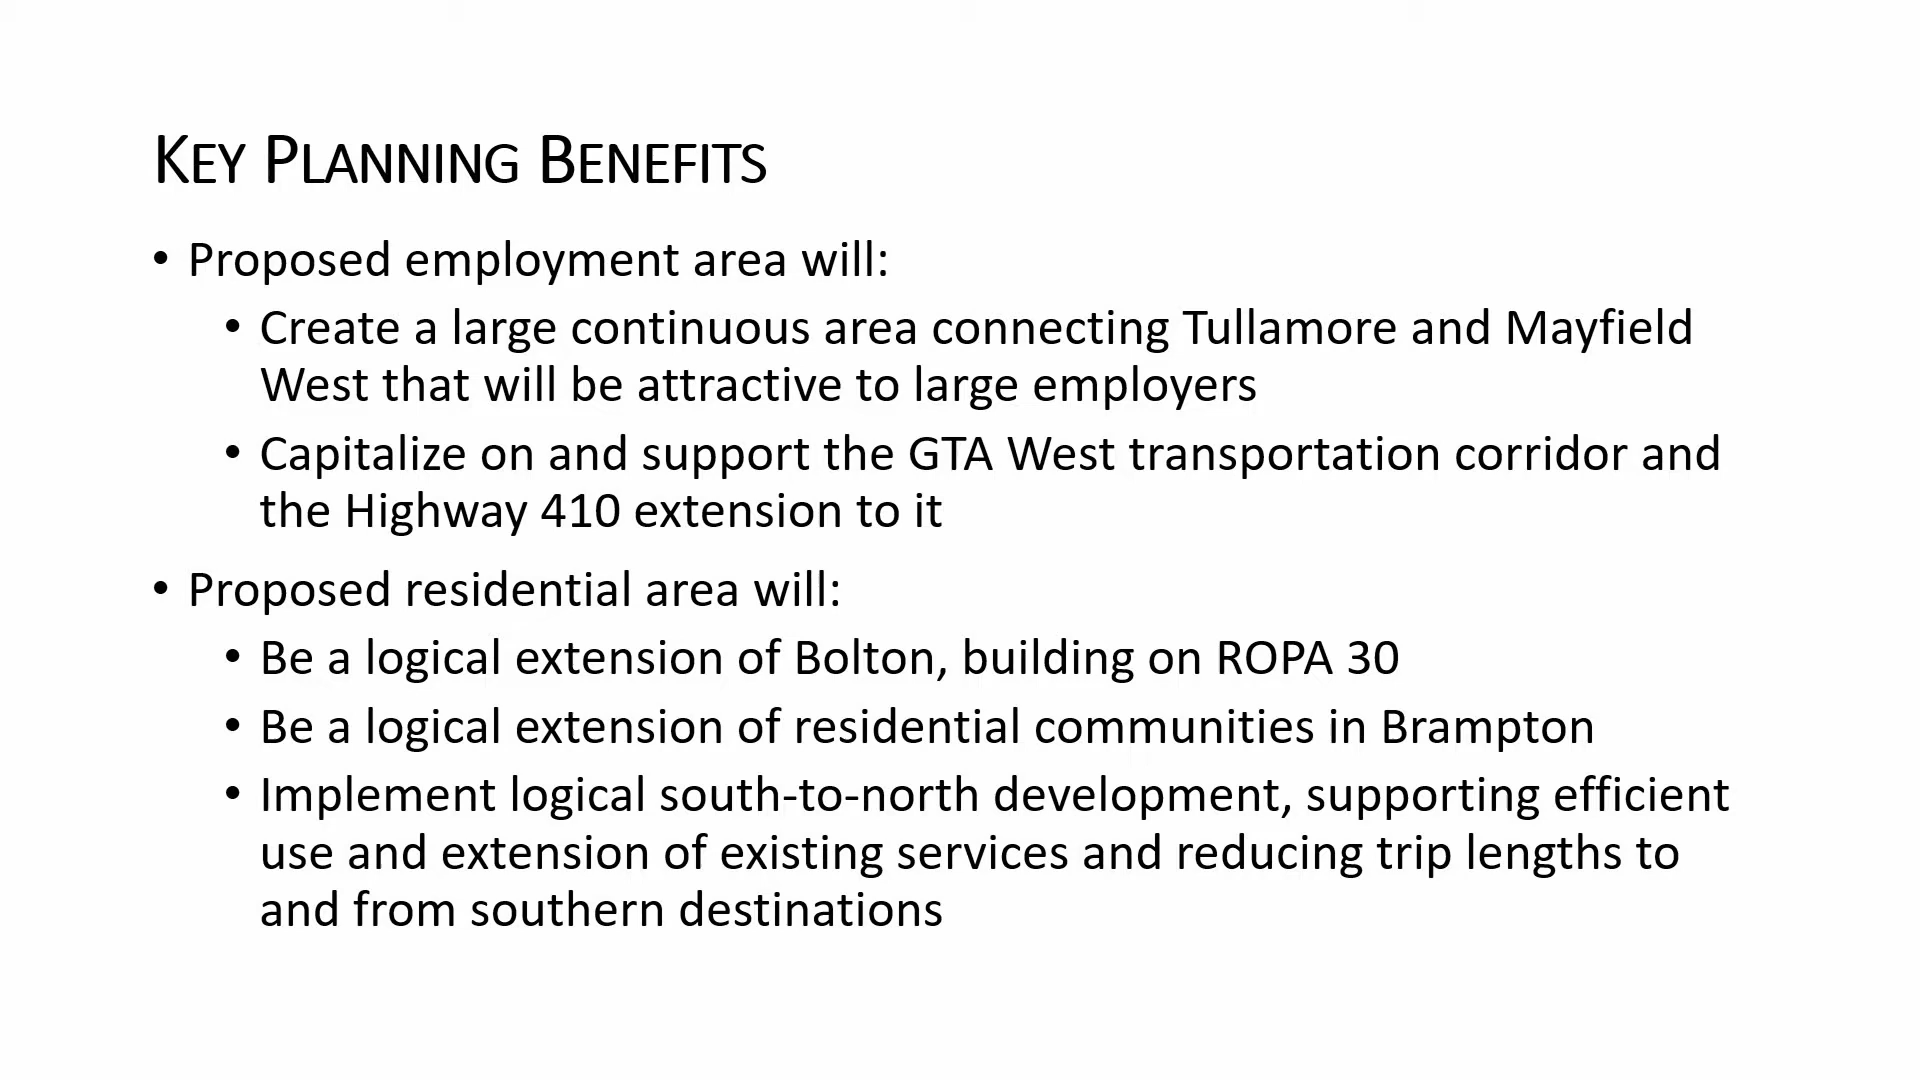 KEY PLANNING BENEFITS
• Proposed employment area will:
• Create a large continuous area connecting Tullamore and Mayfield
West that will be attractive to large employers
• Capitalize on and support the GTA West transportation corridor and
the Highway 410 extension to it
• Proposed residential area will:
• Be a logical extension of Bolton, building on ROPA 30
• Be a logical extension of residential communities in Brampton
• Implement logical south-to-north development, supporting efficient
use and extension of existing services and reducing trip lengths to
and from southern destinations